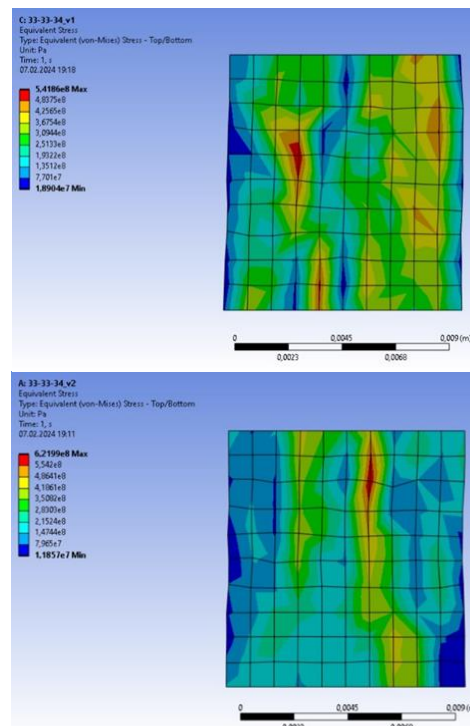 C: 33-33-34_v1
Equivalent Stress
Type: Equivalent (von-Mises) Stress - Top/Bottom
Unit: Pa
Time: 1, s
07.02.2024 19:18
5,4186e8 Max
4,8375e8
4,2565e8
3,6754e8
3,0944e8
2,5133e8
1,9322e8
1,3512e8
7,701e7
1,8904e7 Min
0 0,0045 0,009 (m)
0,0023 0,0068
A: 33-33-34_v2
Equivalent Stress
Type: Equivalent (von-Mises) Stress - Top/Bottom
Unit: Pa
Time: 1, s
07.02.2024 19:11
6,2199e8 Max
5,542e8
4,8641e8
4,1861e8
3,5082e8
2,8303e8
2,1524e8
1,4744e8
7,965e7
1,1857e7 Min
0 0,0045 0,009 (m)